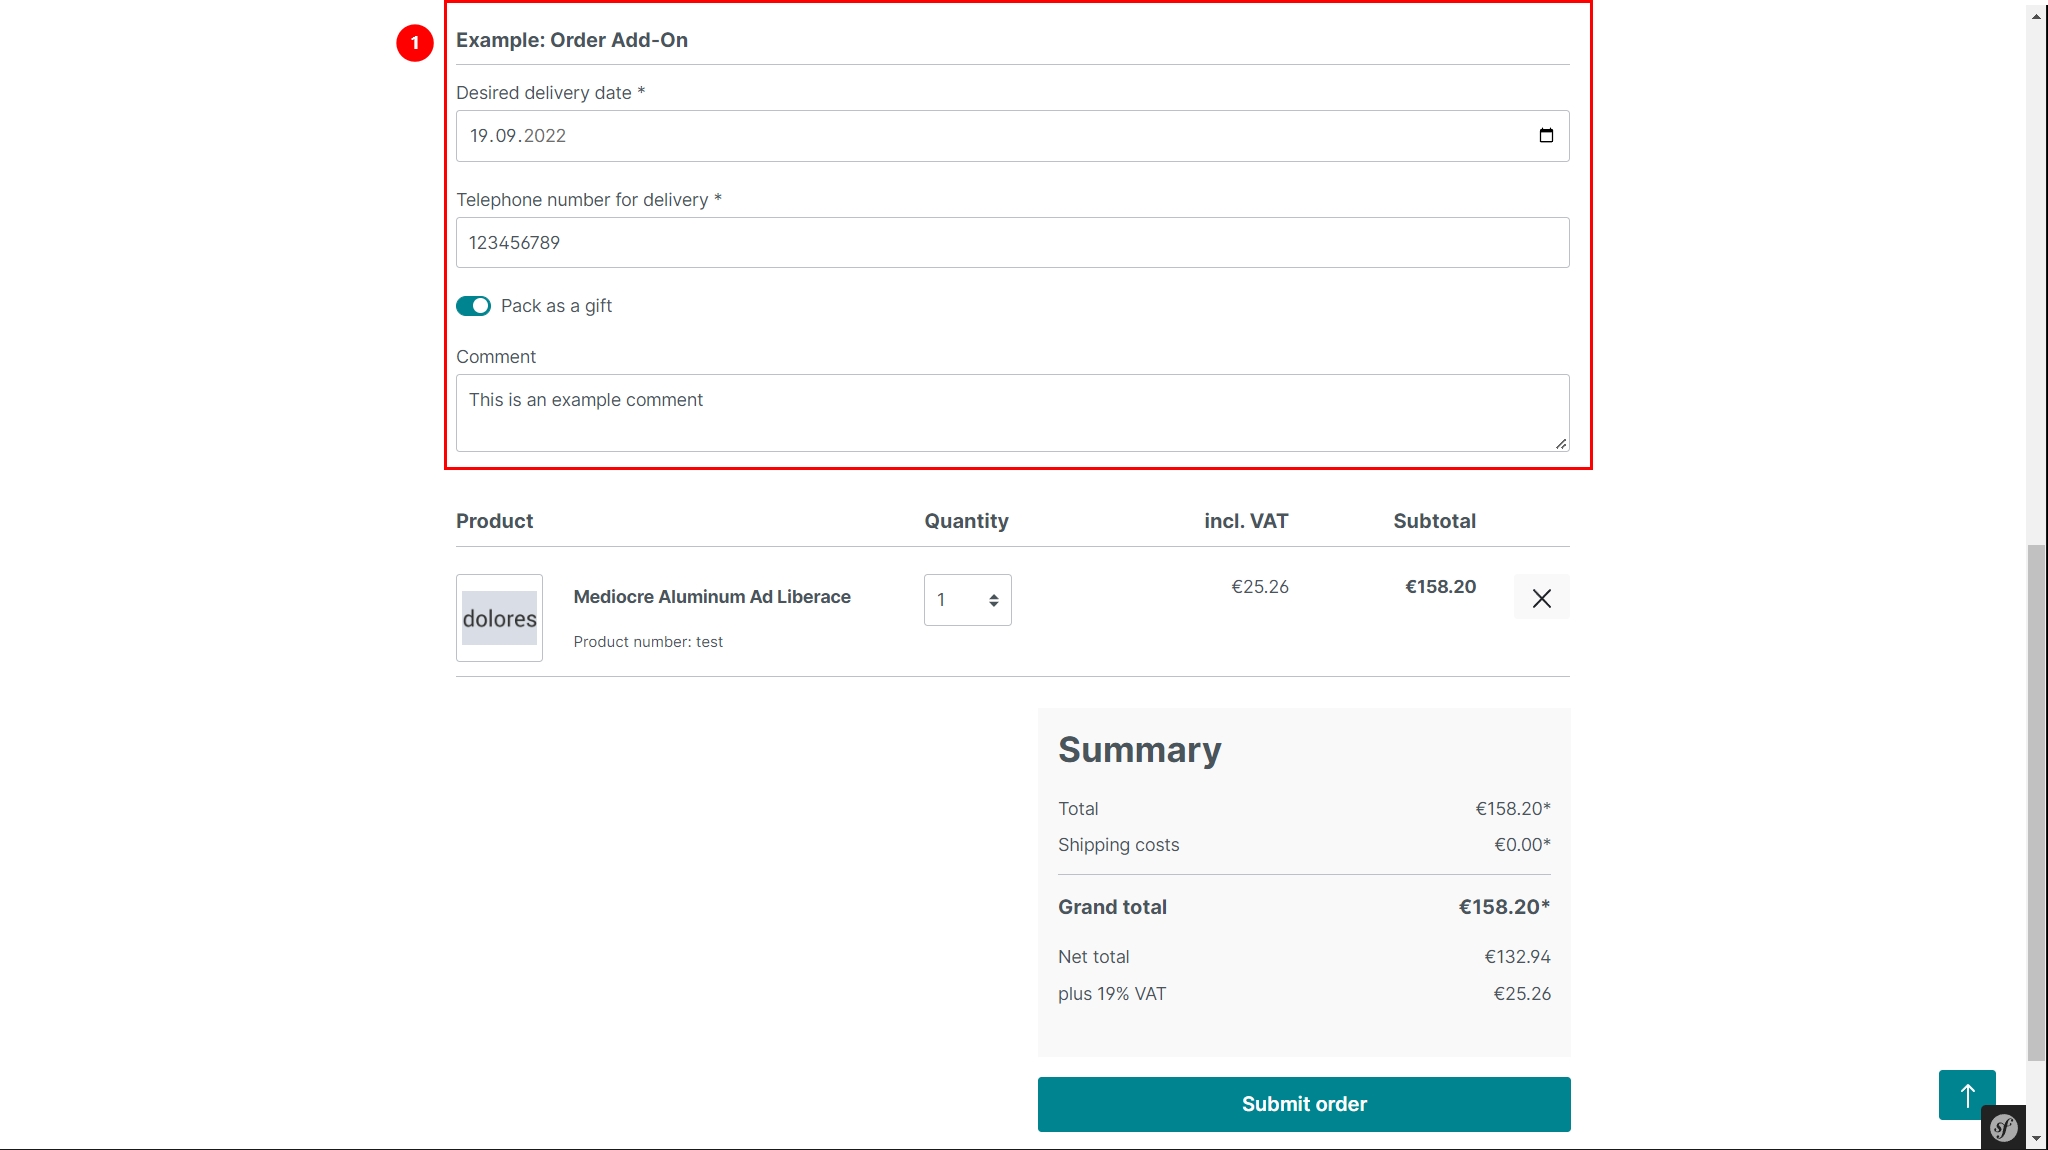 1
Example: Order Add-On
Desired delivery date *
19.09.2022
Telephone number for delivery *
123456789
Pack as a gift
Comment
This is an example comment
Product Quantity incl. VAT Subtotal
dolores
Mediocre Aluminum Ad Liberace
1
€25.26
€158.20
Product number: test
Summary
Total €158.20*
Shipping costs €0.00*
Grand total €158.20*
Net total €132.94
plus 19% VAT €25.26
Submit order
sf